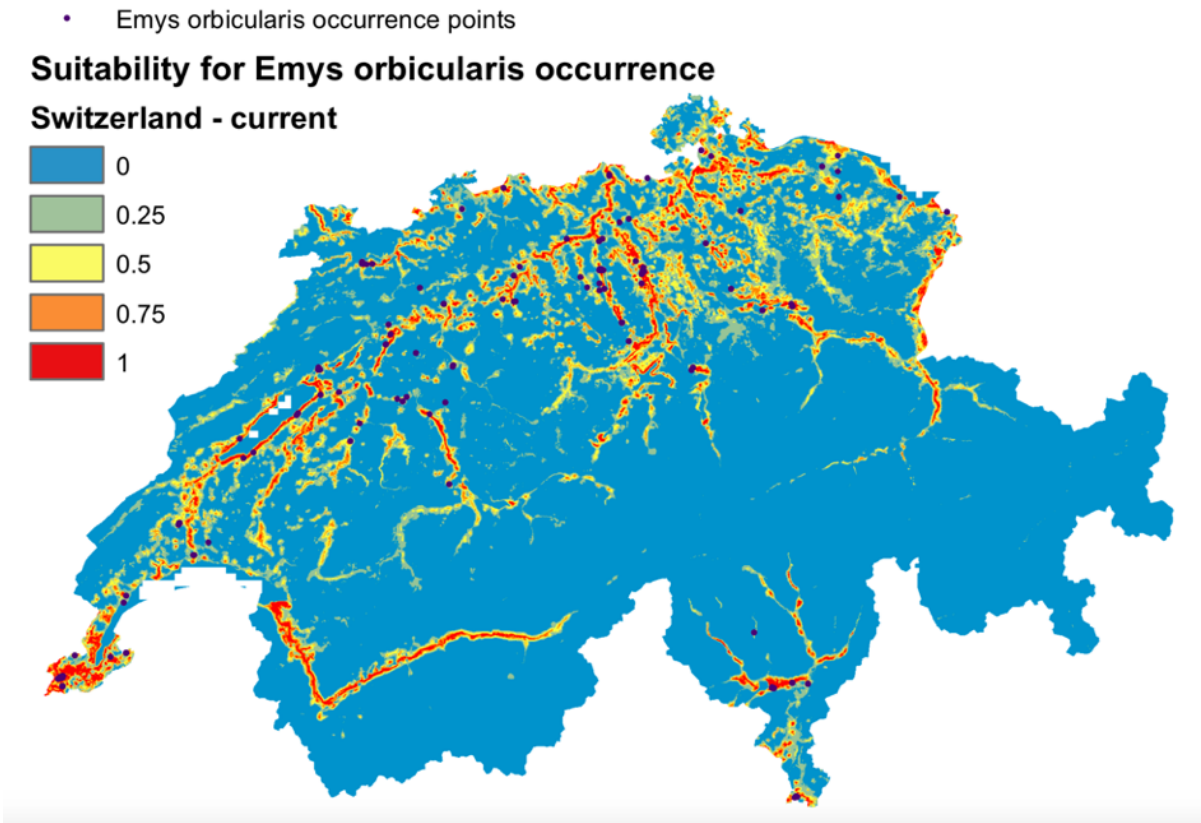 Emys orbicularis occurrence points
Suitability for Emys orbicularis occurrence
Switzerland - current
0
0.25
0.5
0.75
1